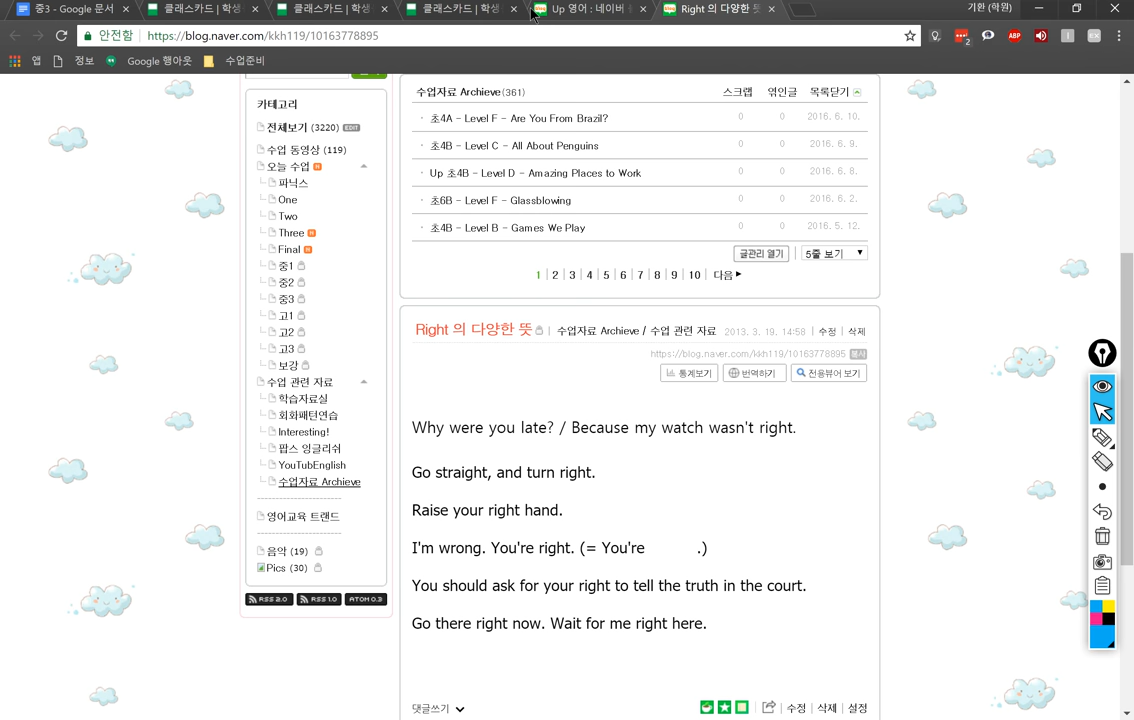 중3 - Google 문서
클래스카드 | 학생
클래스카드 | 학생
클래스카드 | 학생
Up 영어 : 네이버
Right 의 다양한 뜻
기환 (학원)
안전함
https://blog.naver.com/kkh119/10163778895
2
ABP
앱
정보
Google 행아웃
수업준비
카테고리
전체보기 (3220) EDIT
수업 동영상 (119)
오늘 수업 N
파닉스
One
Two
Three N
Final N
중1
중2
중3
고1
고2
고3
보강
수업 관련 자료
학습자료실
회화패턴연습
Interesting!
팝스 잉글리쉬
YouTubEnglish
수업자료 Archieve
영어교육 트랜드
음악 (19)
Pics (30)
RSS 2.0 RSS 1.0 ATOM 0.3
수업자료 Archieve (361) 스크랩 엮인글 목록닫기
· 초4A - Level F - Are You From Brazil? 0 0 2016. 6. 10.
· 초4B - Level C - All About Penguins 0 0 2016. 6. 9.
· Up 초4B - Level D - Amazing Places to Work 0 0 2016. 6. 8.
· 초6B - Level F - Glassblowing 0 0 2016. 6. 2.
· 초4B - Level B - Games We Play 0 0 2016. 5. 12.
글관리 열기 5줄 보기
1 | 2 | 3 | 4 | 5 | 6 | 7 | 8 | 9 | 10 | 다음
Right 의 다양한 뜻 | 수업자료 Archieve / 수업 관련 자료 2013. 3. 19. 14:58 | 수정 | 삭제
https://blog.naver.com/kkh119/10163778895 복사
통계보기 번역하기 전용뷰어 보기
Why were you late? / Because my watch wasn't right.
Go straight, and turn right.
Raise your right hand.
I'm wrong. You're right. (= You're .)
You should ask for your right to tell the truth in the court.
Go there right now. Wait for me right here.
댓글쓰기
수정 | 삭제 | 설정